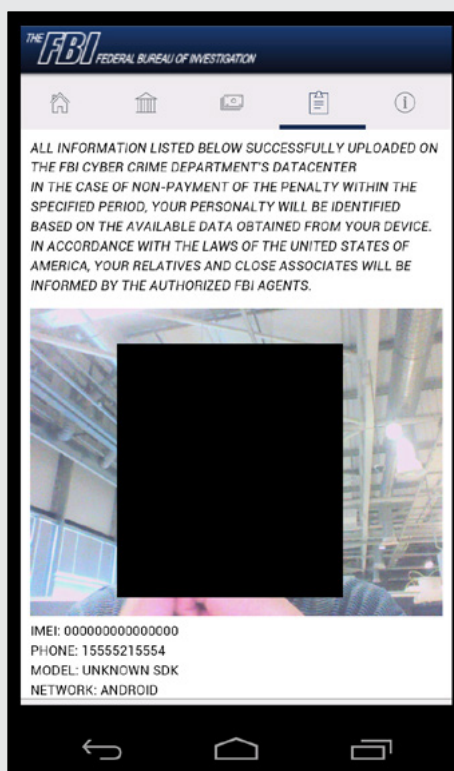 THE FBI FEDERAL BUREAU OF INVESTIGATION
ALL INFORMATION LISTED BELOW SUCCESSFULLY UPLOADED ON
THE FBI CYBER CRIME DEPARTMENT'S DATACENTER
IN THE CASE OF NON-PAYMENT OF THE PENALTY WITHIN THE
SPECIFIED PERIOD, YOUR PERSONALTY WILL BE IDENTIFIED
BASED ON THE AVAILABLE DATA OBTAINED FROM YOUR DEVICE.
IN ACCORDANCE WITH THE LAWS OF THE UNITED STATES OF
AMERICA, YOUR RELATIVES AND CLOSE ASSOCIATES WILL BE
INFORMED BY THE AUTHORIZED FBI AGENTS.
IMEI: 000000000000000
PHONE: 15555215554
MODEL: UNKNOWN SDK
NETWORK: ANDROID